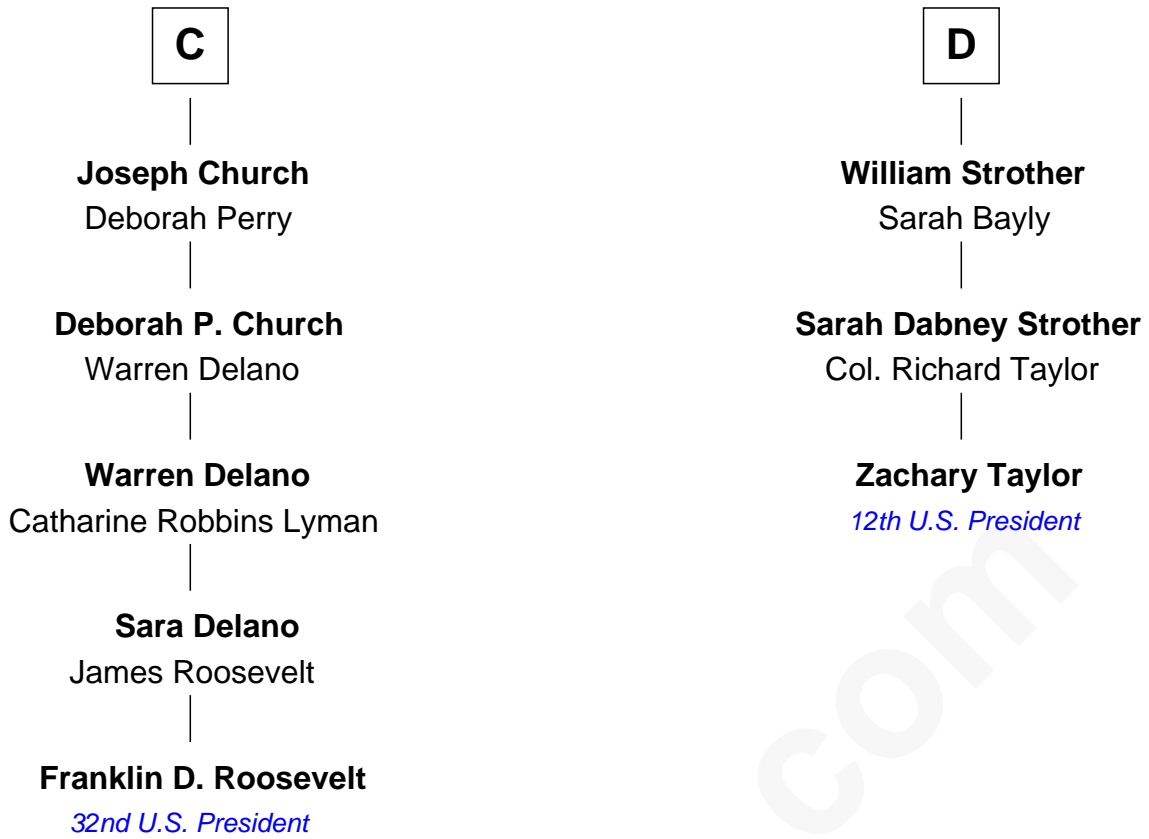 C
Joseph Church
Deborah Perry
Deborah P. Church
Warren Delano
Warren Delano
Catharine Robbins Lyman
Sara Delano
James Roosevelt
Franklin D. Roosevelt
32nd U.S. President
D
William Strother
Sarah Bayly
Sarah Dabney Strother
Col. Richard Taylor
Zachary Taylor
12th U.S. President
com